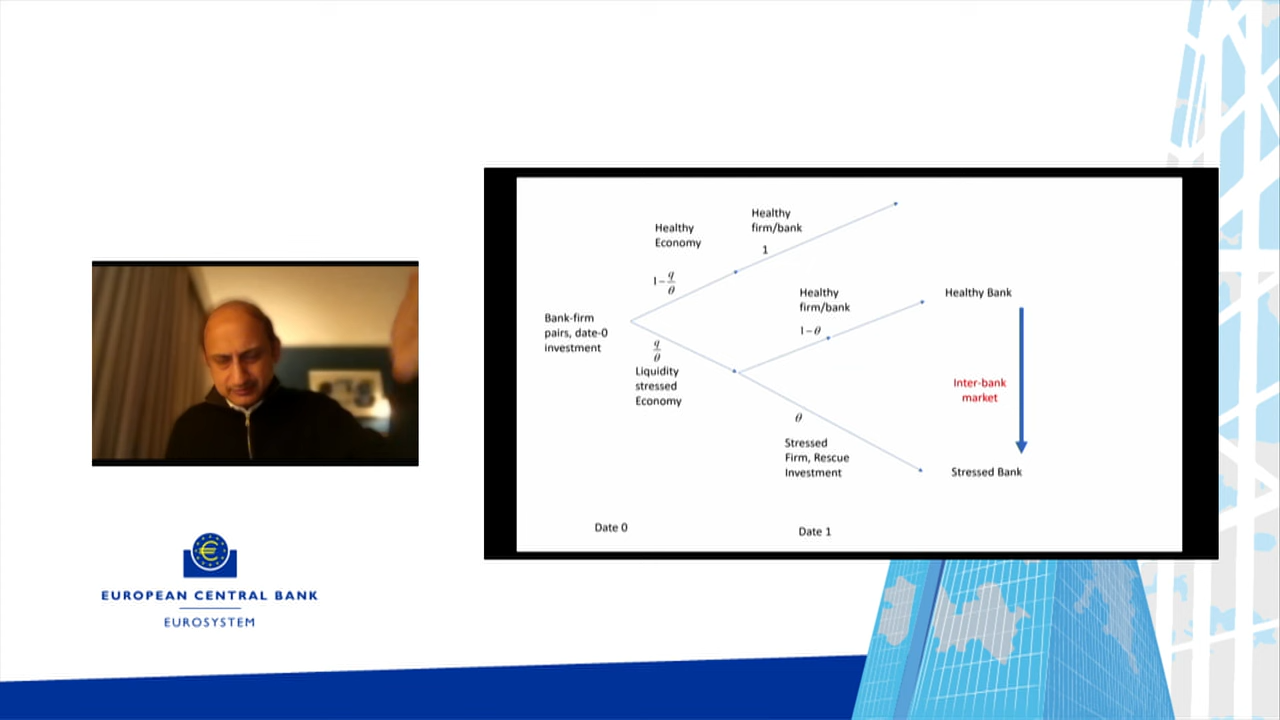 Healthy
Economy
Healthy
firm/bank
1
1-q/θ
Healthy
firm/bank
Healthy Bank
Bank-firm
pairs, date-0
investment
1-θ
q/θ
Liquidity
stressed
Economy
Inter-bank
market
θ
Stressed
Firm, Rescue
Investment
Stressed Bank
Date 0
Date 1
EUROPEAN CENTRAL BANK
EUROSYSTEM